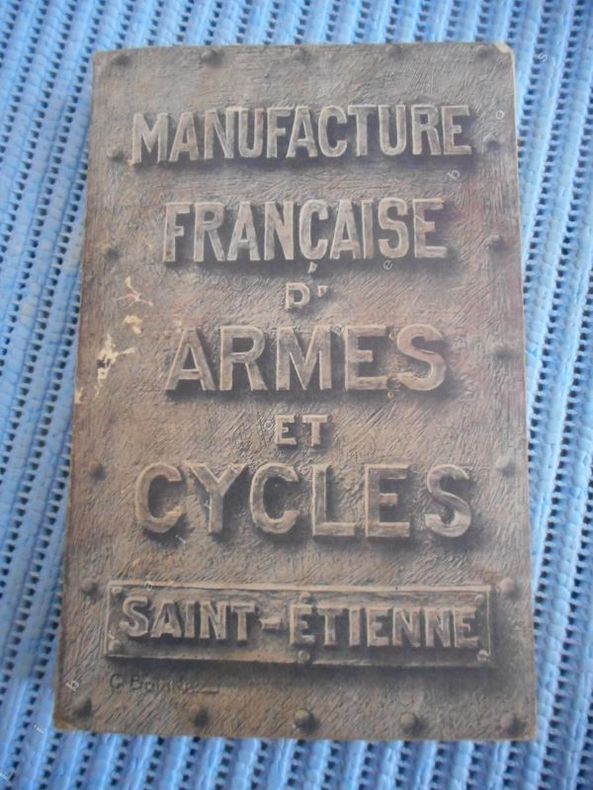 MANUFACTURE
FRANÇAISE
D'
ARMES
ET
CYCLES
SAINT-ÉTIENNE